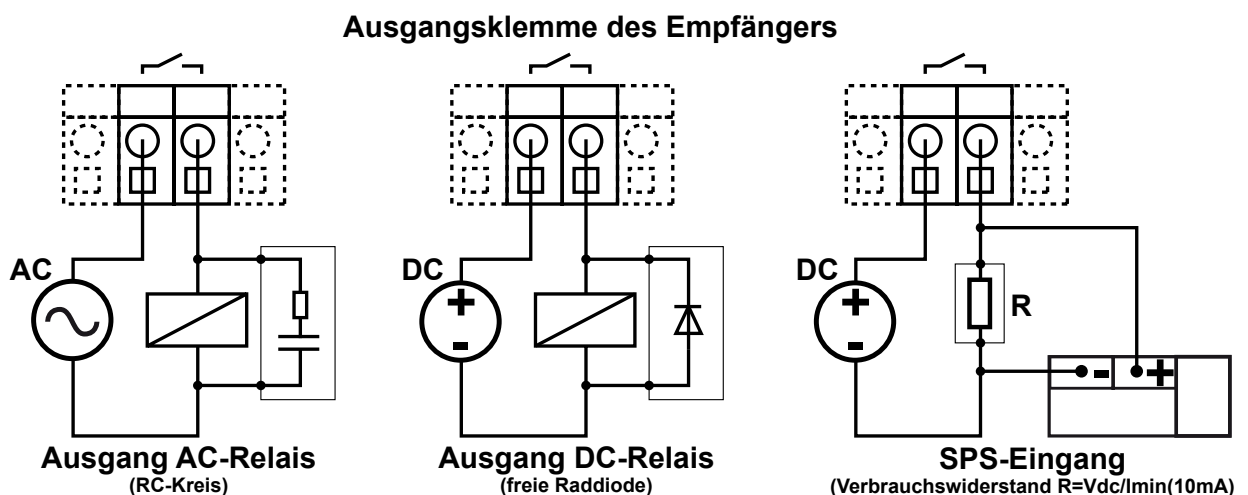 Ausgangsklemme des Empfängers
AC
DC
+
-
DC
+
-
R
- +
Ausgang AC-Relais
(RC-Kreis)
Ausgang DC-Relais
(freie Raddiode)
SPS-Eingang
(Verbrauchswiderstand R=Vdc/Imin(10mA)